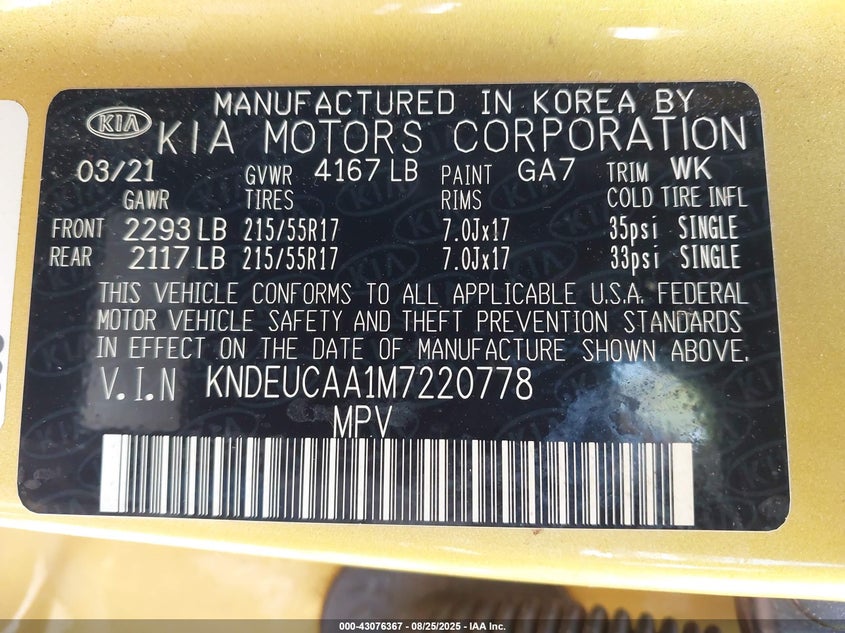 MANUFACTURED IN KOREA BY
KIA KIA MOTORS CORPORATION
03/21 GVWR 4167 LB PAINT GA7 TRIM WK
GAWR TIRES RIMS COLD TIRE INFL
FRONT 2293 LB 215/55R17 7.0Jx17 35psi SINGLE
REAR 2117 LB 215/55R17 7.0Jx17 33psi SINGLE
THIS VEHICLE CONFORMS TO ALL APPLICABLE U.S.A. FEDERAL
MOTOR VEHICLE SAFETY AND THEFT PREVENTION STANDARDS
IN EFFECT ON THE DATE OF MANUFACTURE SHOWN ABOVE.
V.I.N KNDEUCAA1M7220778
MPV
000-43076367 - 08/25/2025 - IAA Inc.